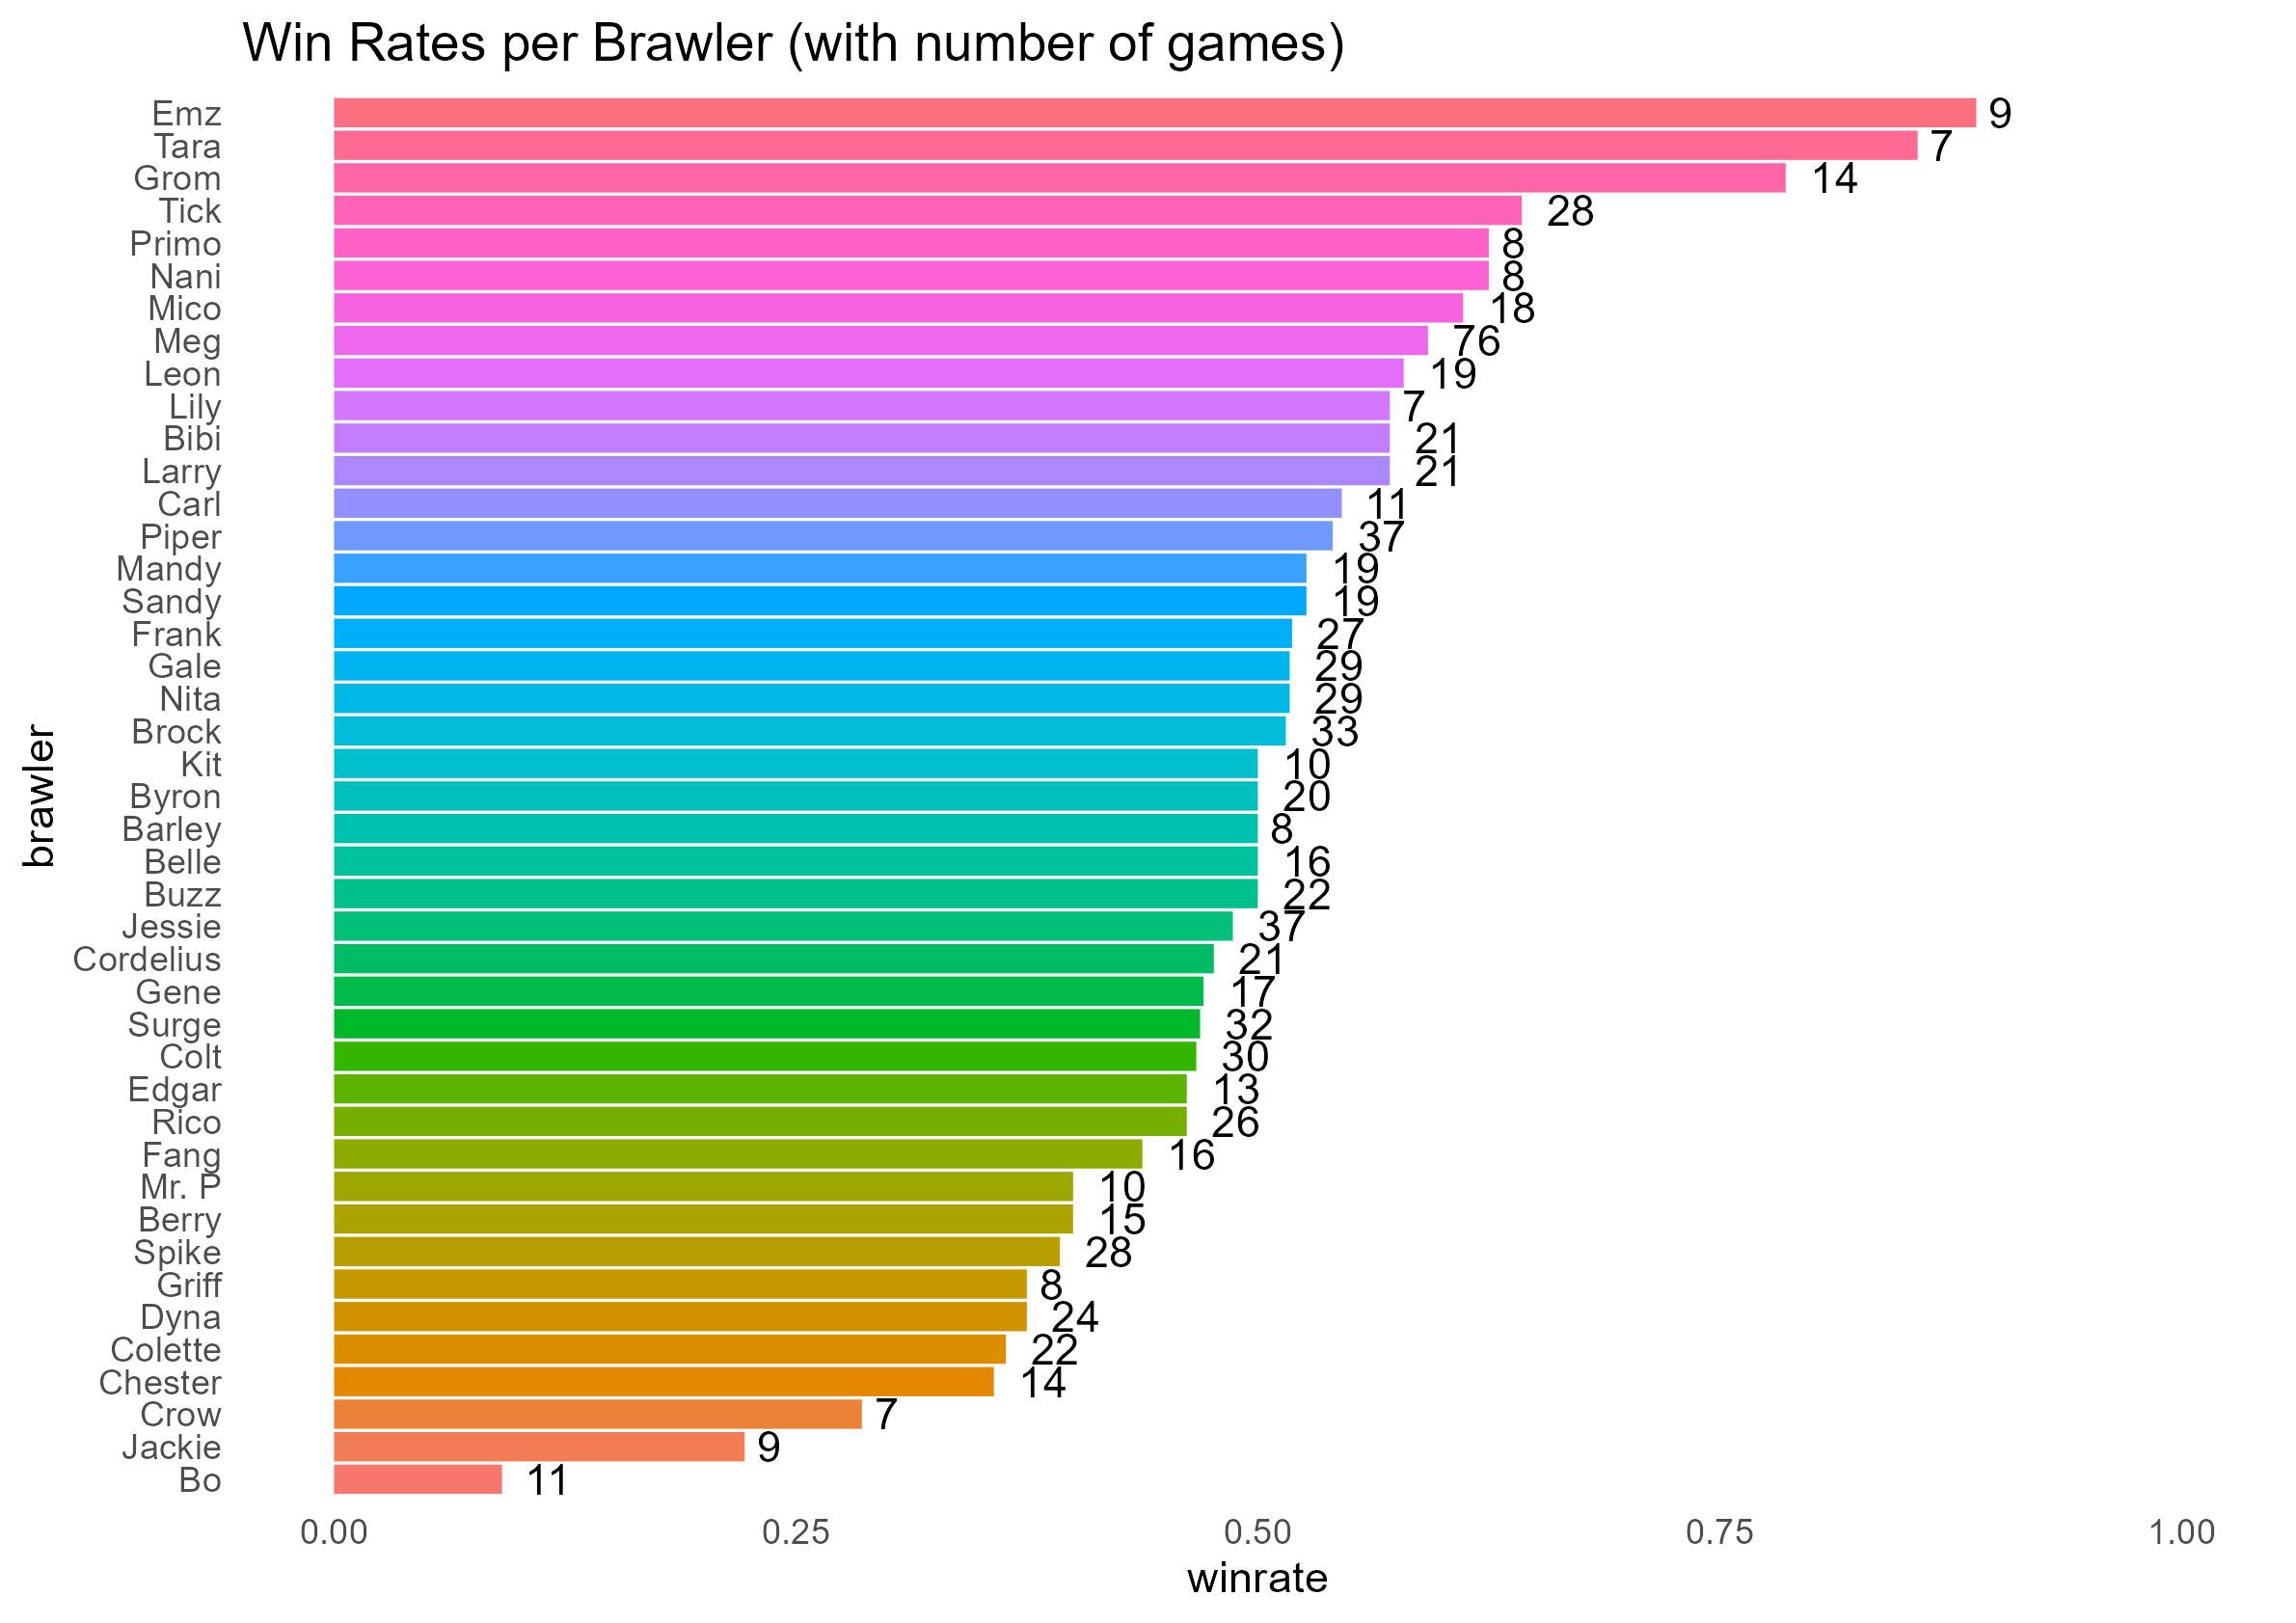 Win Rates per Brawler (with number of games)
Emz 9
Tara 7
Grom 14
Tick 28
Primo 8
Nani 8
Mico 18
Meg 76
Leon 19
Lily 7
Bibi 21
Larry 21
Carl 11
Piper 37
Mandy 19
Sandy 19
Frank 27
Gale 29
Nita 29
Brock 33
Kit 10
Byron 20
Barley 8
Belle 16
Buzz 22
Jessie 37
Cordelius 21
Gene 17
Surge 32
Colt 30
Edgar 13
Rico 26
Fang 16
Mr. P 10
Berry 15
Spike 28
Griff 8
Dyna 24
Colette 22
Chester 14
Crow 7
Jackie 9
Bo 11
brawler
0.00 0.25 0.50 0.75 1.00
winrate